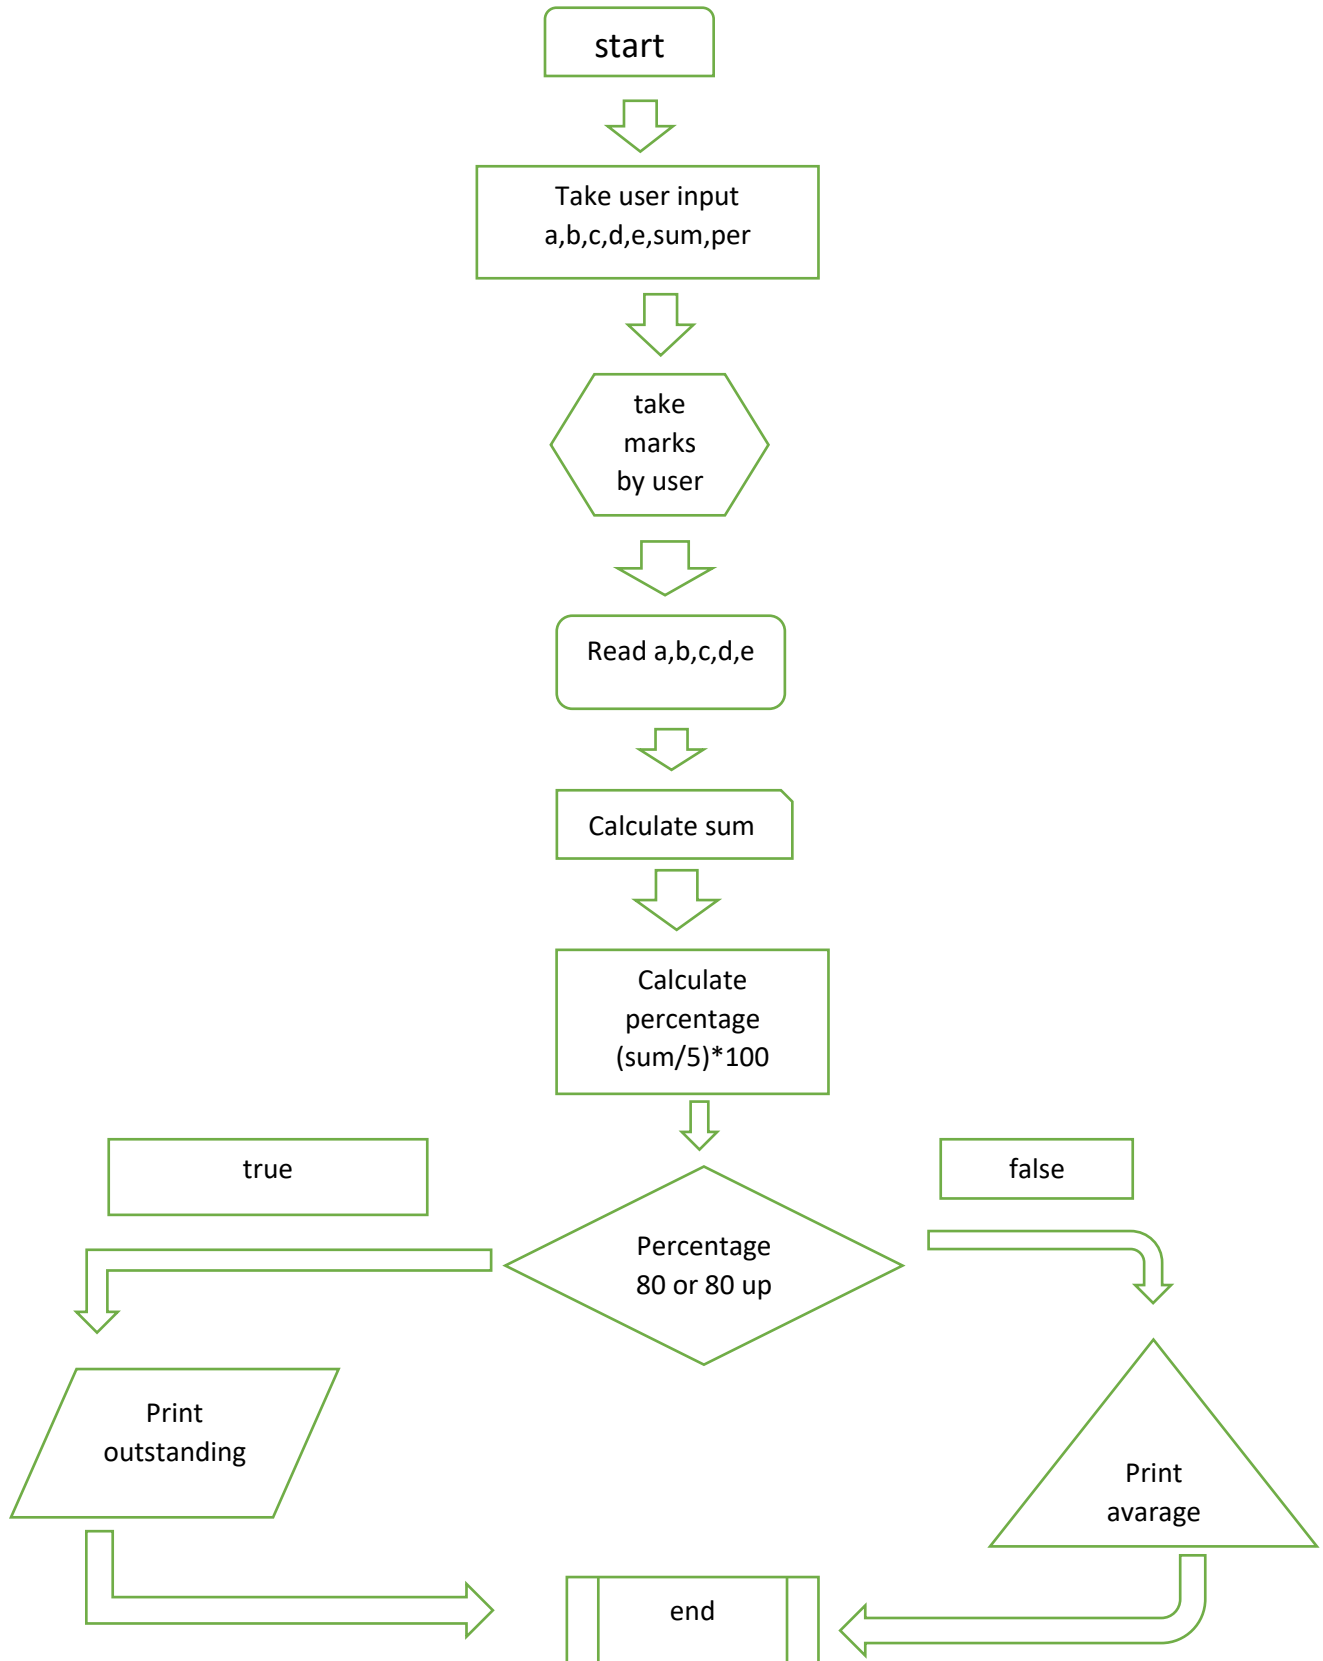 start
Take user input
a,b,c,d,e,sum,per
take
marks
by user
Read a,b,c,d,e
Calculate sum
Calculate
percentage
(sum/5)*100
true
false
Percentage
80 or 80 up
Print
outstanding
Print
avarage
end